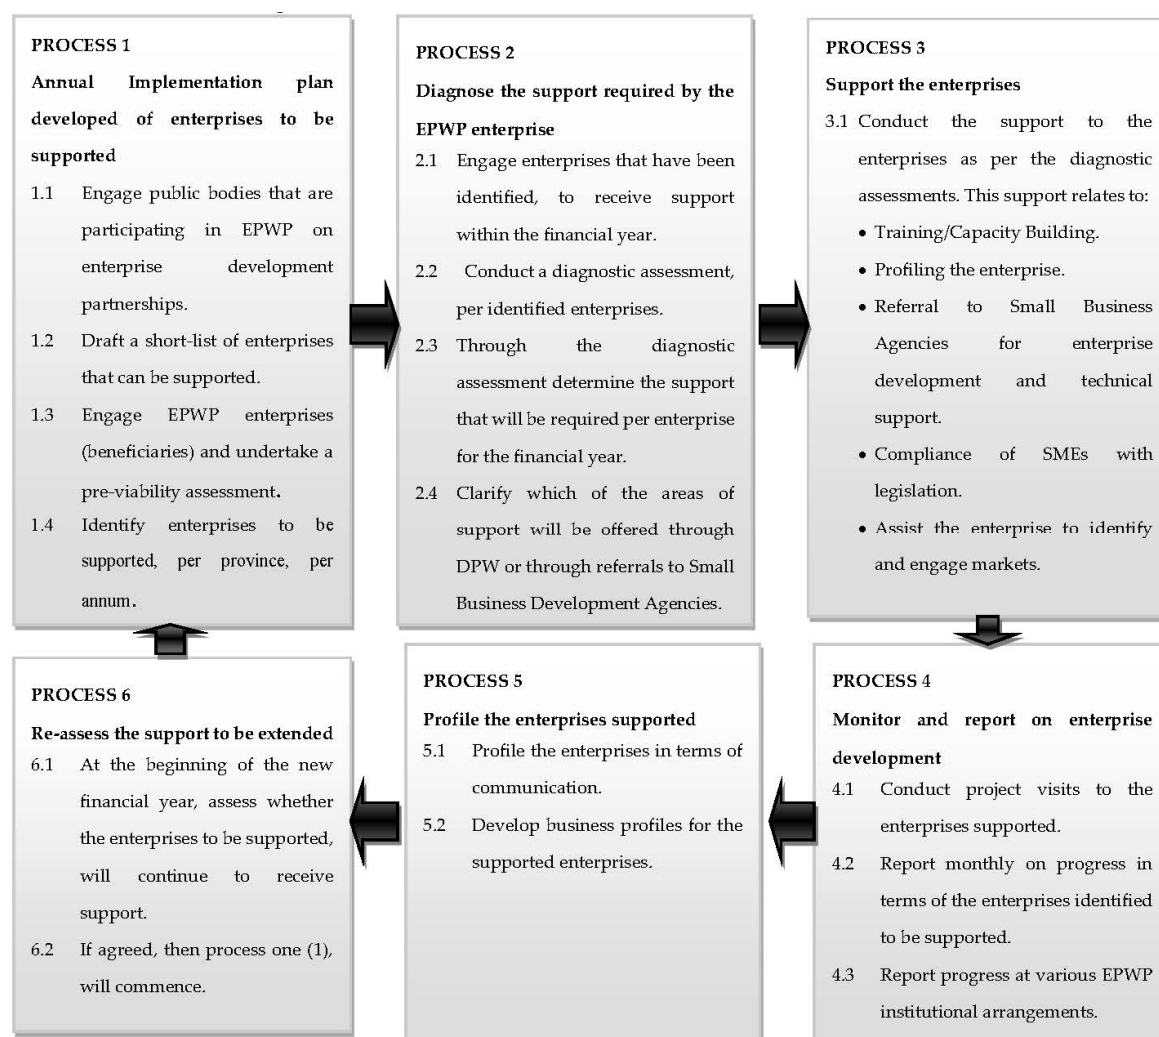 PROCESS 1
Annual Implementation plan
developed of enterprises to be
supported
1.1 Engage public bodies that are
participating in EPWP on
enterprise development
partnerships.
1.2 Draft a short-list of enterprises
that can be supported.
1.3 Engage EPWP enterprises
(beneficiaries) and undertake a
pre-viability assessment.
1.4 Identify enterprises to be
supported, per province, per
annum.
PROCESS 2
Diagnose the support required by the
EPWP enterprise
2.1 Engage enterprises that have been
identified, to receive support
within the financial year.
2.2 Conduct a diagnostic assessment,
per identified enterprises.
2.3 Through the diagnostic
assessment determine the support
that will be required per enterprise
for the financial year.
2.4 Clarify which of the areas of
support will be offered through
DPW or through referrals to Small
Business Development Agencies.
PROCESS 3
Support the enterprises
3.1 Conduct the support to the
enterprises as per the diagnostic
assessments. This support relates to:
• Training/Capacity Building.
• Profiling the enterprise.
• Referral to Small Business
Agencies for enterprise
development and technical
support.
• Compliance of SMEs with
legislation.
• Assist the enterprise to identify
and engage markets.
PROCESS 4
Monitor and report on enterprise
development
4.1 Conduct project visits to the
enterprises supported.
4.2 Report monthly on progress in
terms of the enterprises identified
to be supported.
4.3 Report progress at various EPWP
institutional arrangements.
PROCESS 5
Profile the enterprises supported
5.1 Profile the enterprises in terms of
communication.
5.2 Develop business profiles for the
supported enterprises.
PROCESS 6
Re-assess the support to be extended
6.1 At the beginning of the new
financial year, assess whether
the enterprises to be supported,
will continue to receive
support.
6.2 If agreed, then process one (1),
will commence.